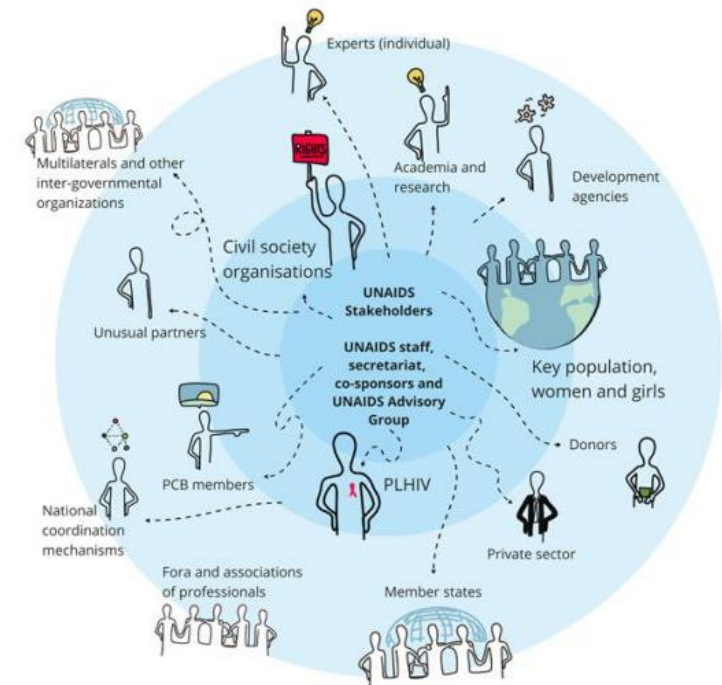 Experts (individual)
RIGHTS
Academia and
research
Development
agencies
Multilaterals and other
inter-governmental
organizations
Civil society
organisations
UNAIDS
Stakeholders
Unusual partners
UNAIDS staff,
secretariat,
co-sponsors and
UNAIDS Advisory
Group
Key population,
women and girls
Donors
PCB members
PLHIV
National
coordination
mechanisms
Private sector
Fora and associations
of professionals
Member states